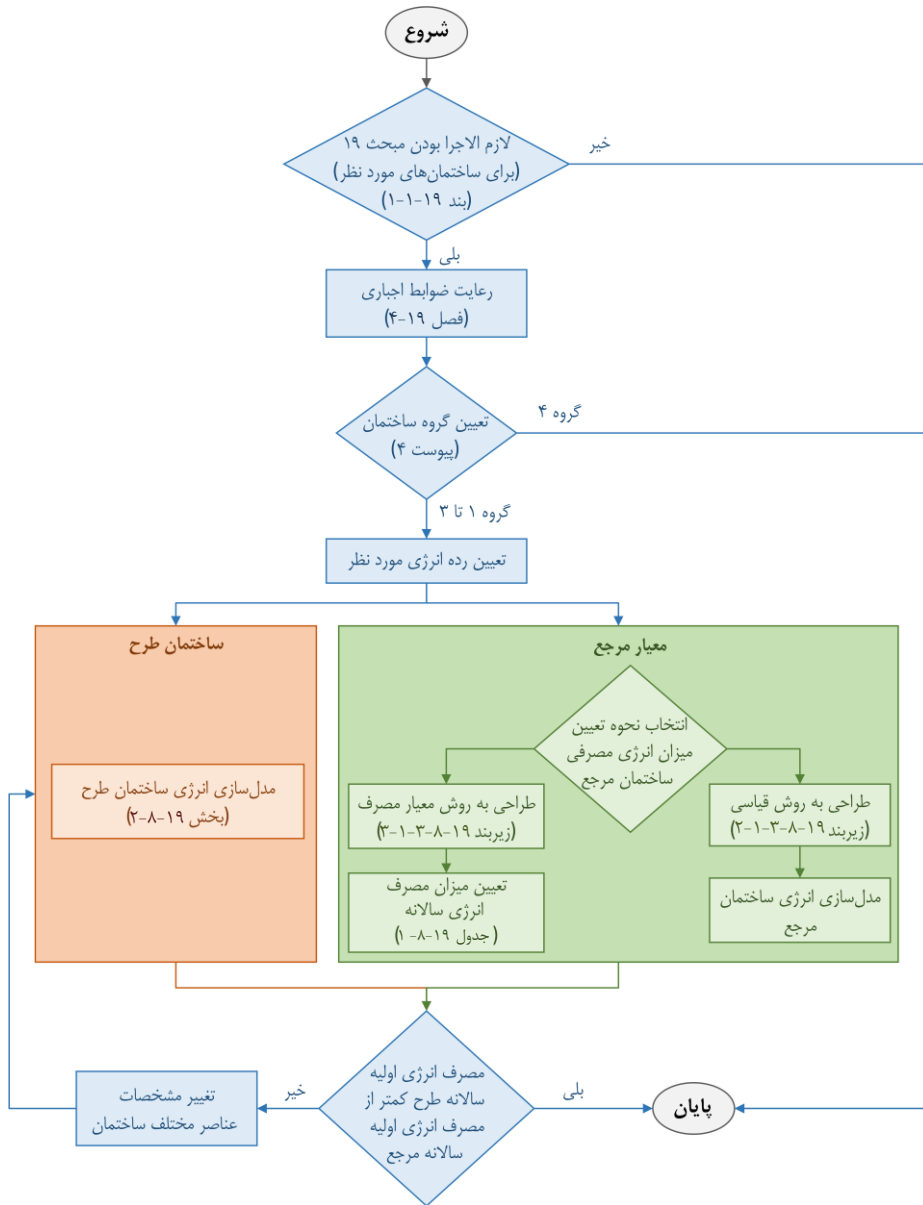 شروع
لازم الاجرا بودن مبحث ۱۹
(برای ساختمان‌های مورد نظر)
(بند ۱۹-۱-۱)
خیر
بلی
رعایت ضوابط اجباری
(فصل ۱۹-۴)
تعیین گروه ساختمان
(پیوست ۴)
گروه ۴
گروه ۱ تا ۳
تعیین رده انرژی مورد نظر
معیار مرجع
انتخاب نحوه تعیین
میزان انرژی مصرفی
ساختمان مرجع
طراحی به روش قیاسی
(زیربند ۱۹-۸-۳-۱-۲)
مدل‌سازی انرژی ساختمان
مرجع
طراحی به روش معیار مصرف
(زیربند ۱۹-۸-۳-۱-۳)
تعیین میزان مصرف
انرژی سالانه
(جدول ۱۹-۸-۱)
ساختمان طرح
مدل‌سازی انرژی ساختمان طرح
(بخش ۱۹-۸-۲)
مصرف انرژی اولیه
سالانه طرح کمتر از
مصرف انرژی اولیه
سالانه مرجع
بلی
پایان
خیر
تغییر مشخصات
عناصر مختلف ساختمان